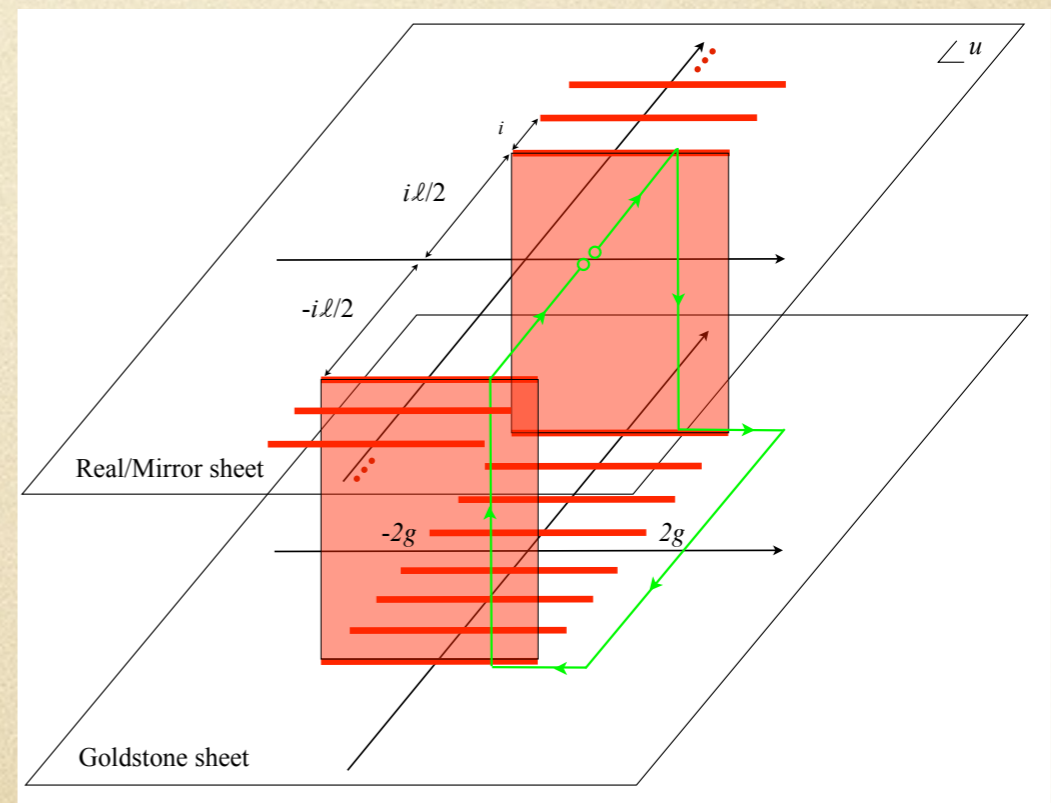 u
i
iℓ/2
-iℓ/2
Real/Mirror sheet
-2g
2g
Goldstone sheet